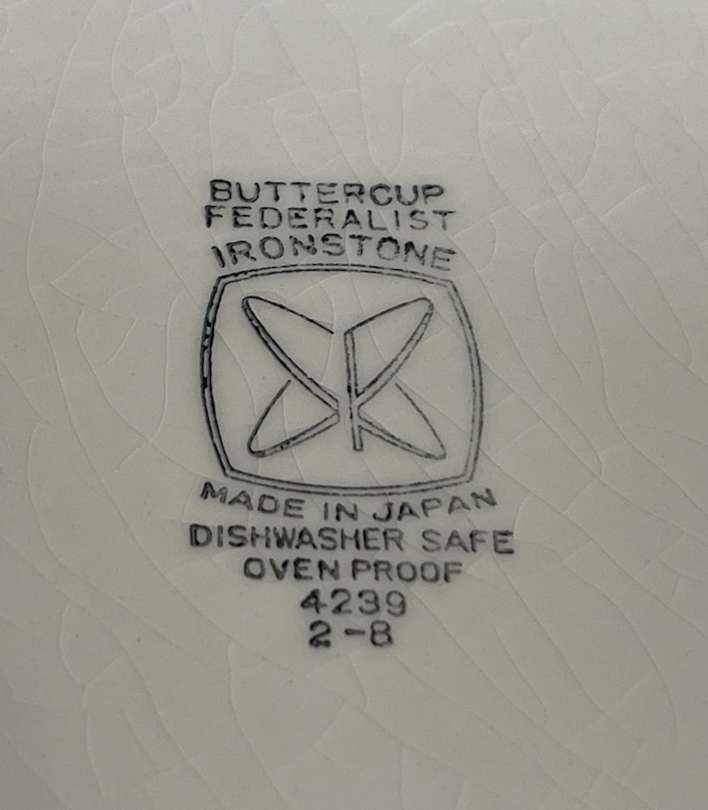 BUTTERCUP
FEDERALIST
IRONSTONE
MADE IN JAPAN
DISHWASHER SAFE
OVEN PROOF
4239
2-8